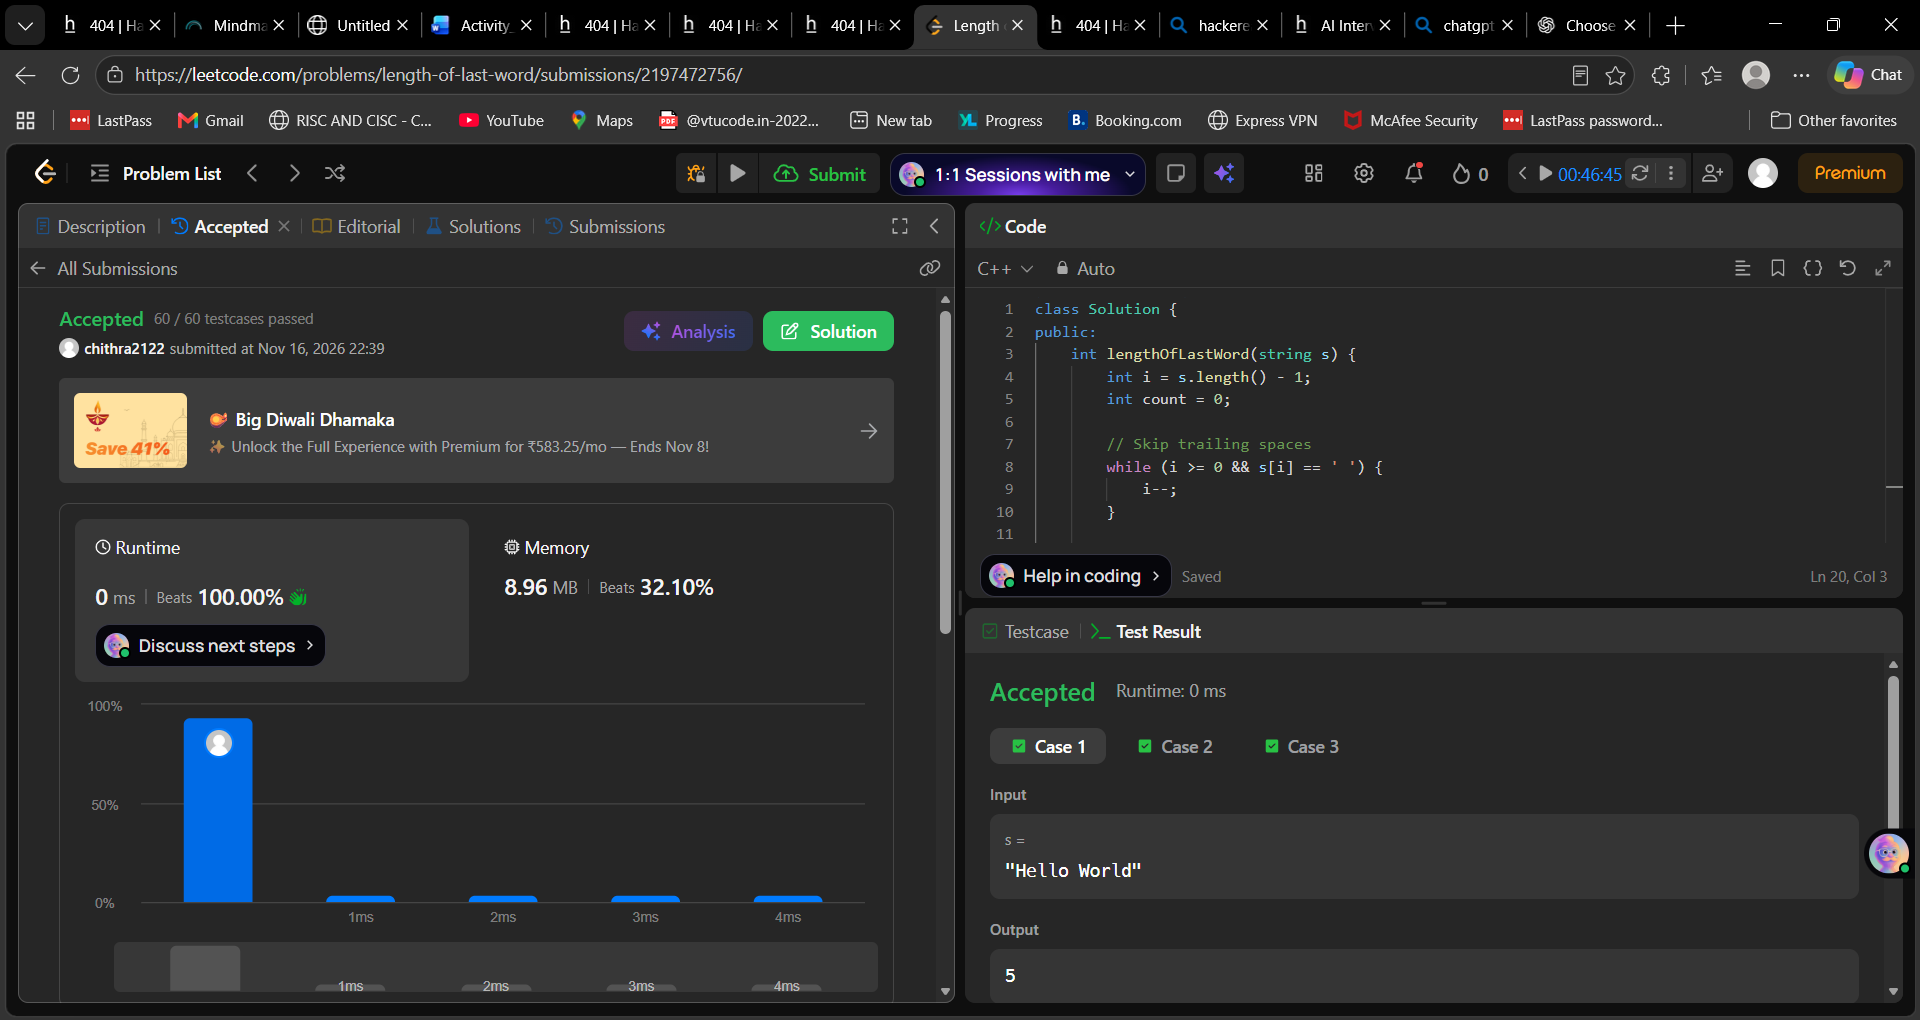 404 | Ha
Mindma
Untitled
Activity_
404 | Ha
404 | Ha
404 | Ha
Length
404 | Ha
hackere
AI Inter
chatgpt
Choose
https://leetcode.com/problems/length-of-last-word/submissions/2197472756/
Chat
LastPass
Gmail
RISC AND CISC - C...
YouTube
Maps
@vtucode.in-2022...
New tab
Progress
Booking.com
Express VPN
McAfee Security
LastPass password...
Other favorites
Problem List
Submit
1:1 Sessions with me
0
00:46:45
Premium
Description
Accepted
Editorial
Solutions
Submissions
All Submissions
Accepted 60 / 60 testcases passed
chithra2122 submitted at Nov 16, 2026 22:39
Analysis
Solution
Save 41%
Big Diwali Dhamaka
Unlock the Full Experience with Premium for ₹583.25/mo — Ends Nov 8!
Runtime
0 ms | Beats 100.00%
Discuss next steps
Memory
8.96 MB | Beats 32.10%
100%
50%
0%
1ms
2ms
3ms
4ms
1ms
2ms
3ms
4ms
</> Code
C++
Auto
1 class Solution {
2 public:
3 int lengthOfLastWord(string s) {
4 int i = s.length() - 1;
5 int count = 0;
6
7 // Skip trailing spaces
8 while (i >= 0 && s[i] == ' ') {
9 i--;
10 }
11
Help in coding
Saved
Ln 20, Col 3
Testcase
Test Result
Accepted Runtime: 0 ms
Case 1
Case 2
Case 3
Input
s =
"Hello World"
Output
5